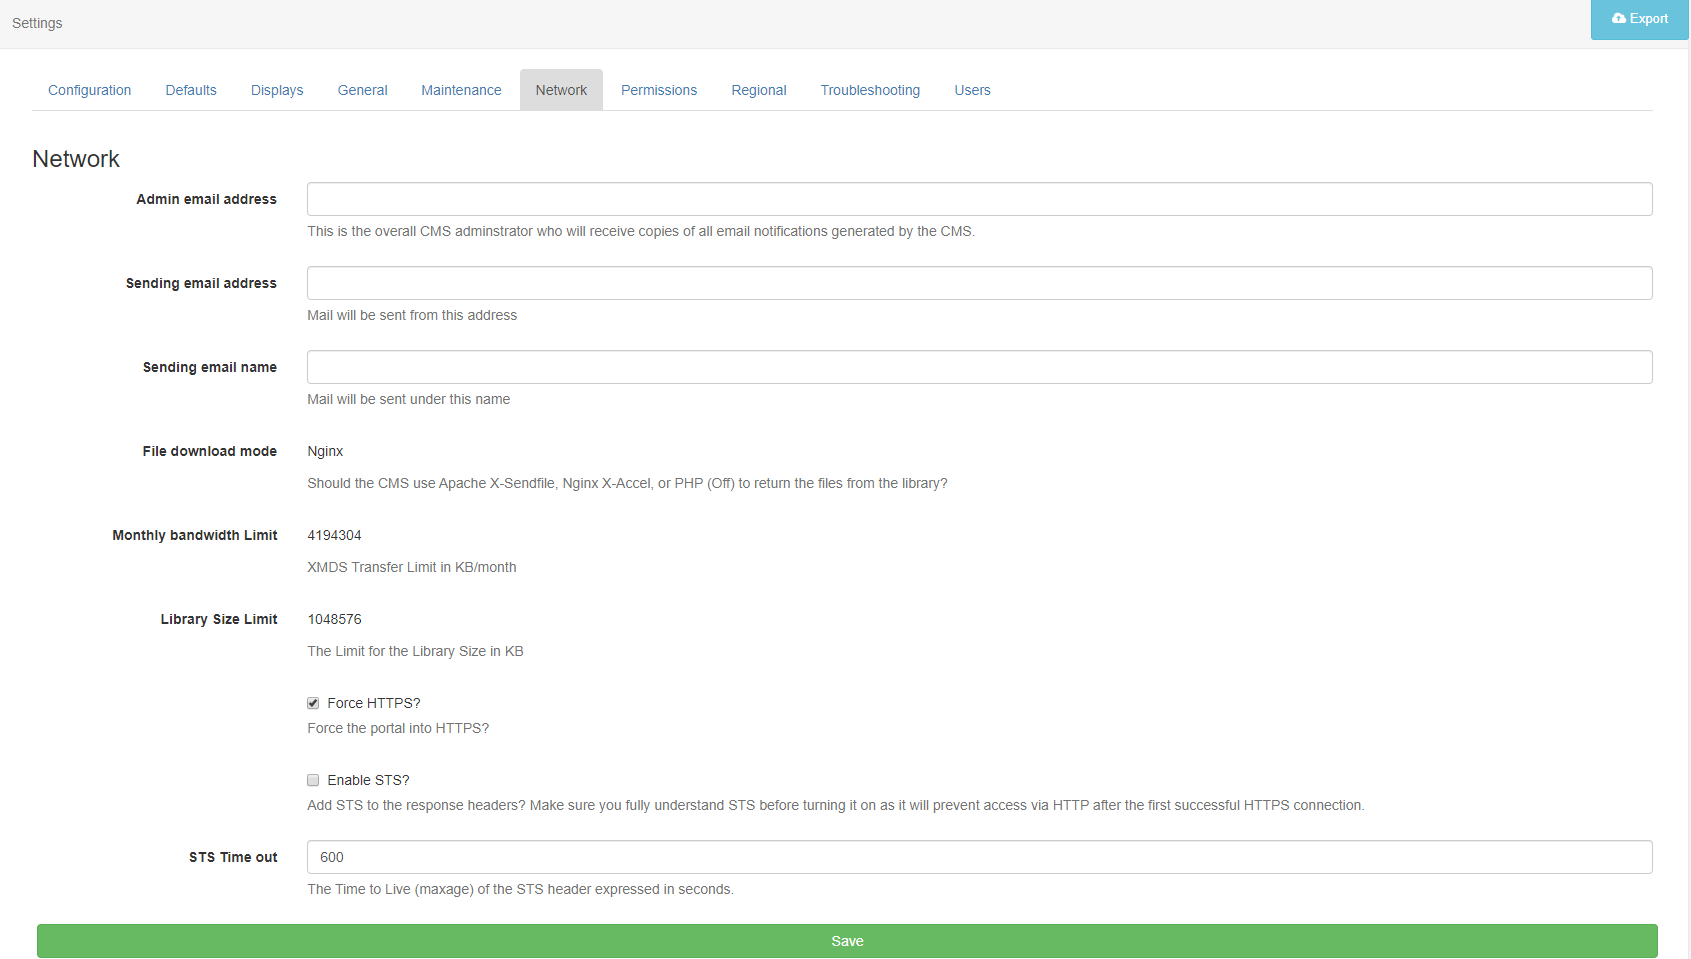 Settings
Export
Configuration Defaults Displays General Maintenance Network Permissions Regional Troubleshooting Users
Network
Admin email address
This is the overall CMS adminstrator who will receive copies of all email notifications generated by the CMS.
Sending email address
Mail will be sent from this address
Sending email name
Mail will be sent under this name
File download mode Nginx
Should the CMS use Apache X-Sendfile, Nginx X-Accel, or PHP (Off) to return the files from the library?
Monthly bandwidth Limit 4194304
XMDS Transfer Limit in KB/month
Library Size Limit 1048576
The Limit for the Library Size in KB
Force HTTPS?
Force the portal into HTTPS?
Enable STS?
Add STS to the response headers? Make sure you fully understand STS before turning it on as it will prevent access via HTTP after the first successful HTTPS connection.
STS Time out 600
The Time to Live (maxage) of the STS header expressed in seconds.
Save